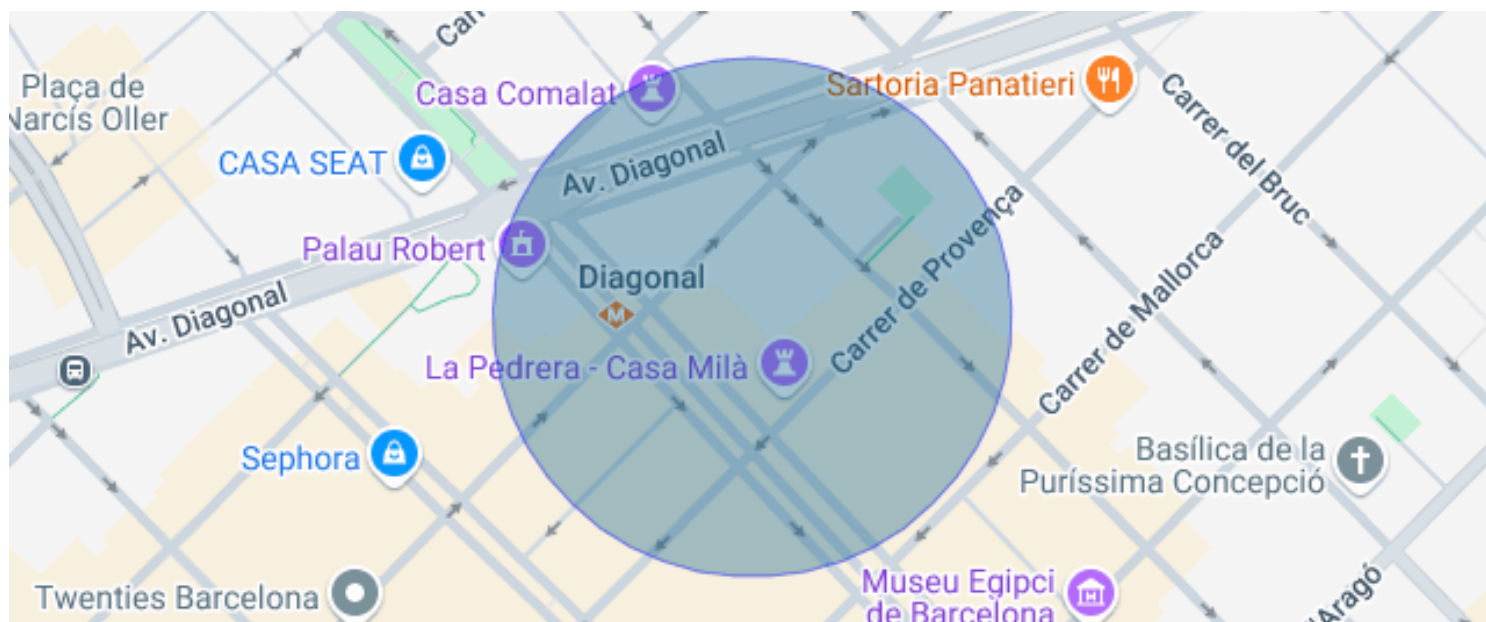 Car
Plaça de
Narcís Oller
Casa Comalat
Sartoria Panatieri
CASA SEAT
Av. Diagonal
Carrer del Bruc
Palau Robert
Diagonal
M
Carrer de Provença
Av. Diagonal
Carrer de Mallorca
La Pedrera - Casa Milà
Sephora
Basílica de la
Puríssima Concepció
Twenties Barcelona
Museu Egipci
de Barcelona
'Aragó